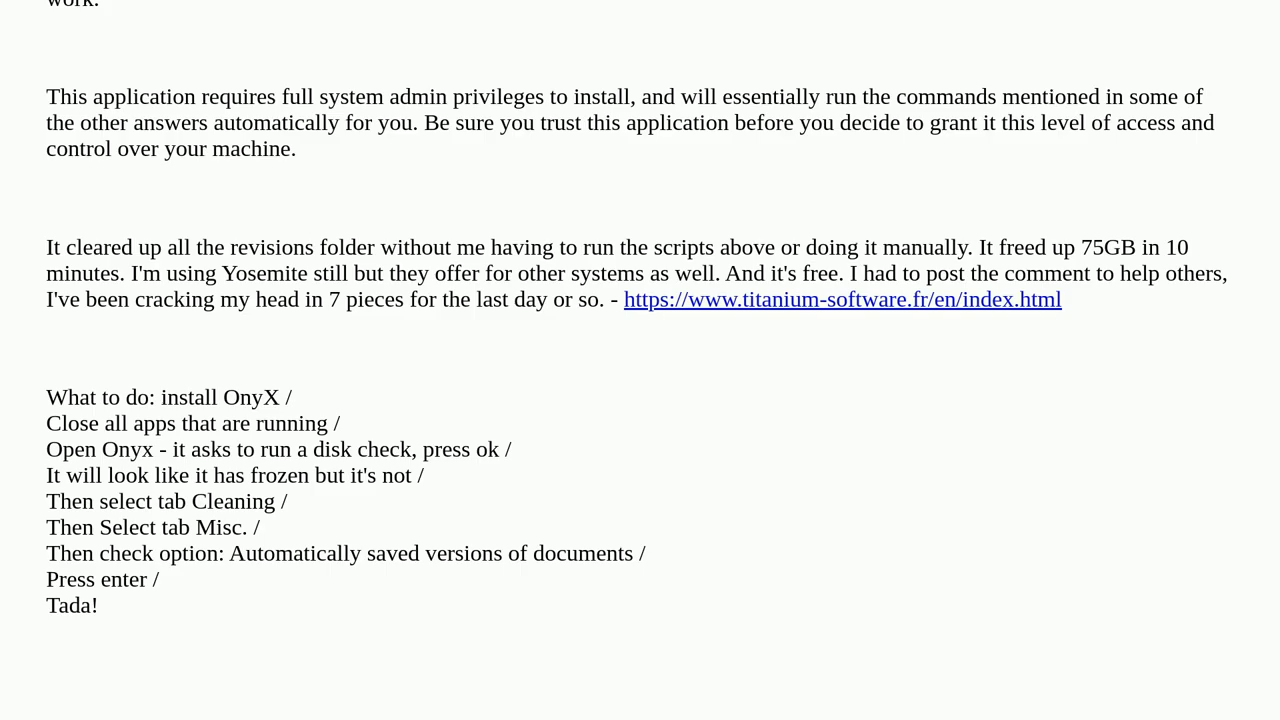 work.
This application requires full system admin privileges to install, and will essentially run the commands mentioned in some of
the other answers automatically for you. Be sure you trust this application before you decide to grant it this level of access and
control over your machine.
It cleared up all the revisions folder without me having to run the scripts above or doing it manually. It freed up 75GB in 10
minutes. I'm using Yosemite still but they offer for other systems as well. And it's free. I had to post the comment to help others,
I've been cracking my head in 7 pieces for the last day or so. - https://www.titanium-software.fr/en/index.html
What to do: install OnyX /
Close all apps that are running /
Open Onyx - it asks to run a disk check, press ok /
It will look like it has frozen but it's not /
Then select tab Cleaning /
Then Select tab Misc. /
Then check option: Automatically saved versions of documents /
Press enter /
Tada!